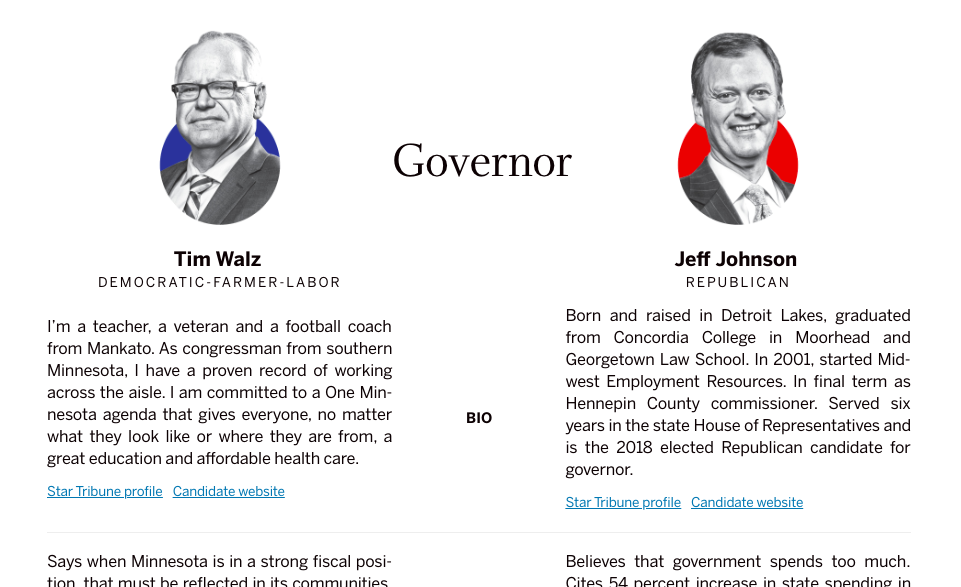 Governor
Tim Walz
DEMOCRATIC-FARMER-LABOR
I'm a teacher, a veteran and a football coach
from Mankato. As congressman from southern
Minnesota, I have a proven record of working
across the aisle. I am committed to a One Min-
nesota agenda that gives everyone, no matter
what they look like or where they are from, a
great education and affordable health care.
Star Tribune profile Candidate website
BIO
Jeff Johnson
REPUBLICAN
Born and raised in Detroit Lakes, graduated
from Concordia College in Moorhead and
Georgetown Law School. In 2001, started Mid-
west Employment Resources. In final term as
Hennepin County commissioner. Served six
years in the state House of Representatives and
is the 2018 elected Republican candidate for
governor.
Star Tribune profile Candidate website
Says when Minnesota is in a strong fiscal posi-
tion, that must be reflected in its communities.
Believes that government spends too much.
Cites 54 percent increase in state spending in